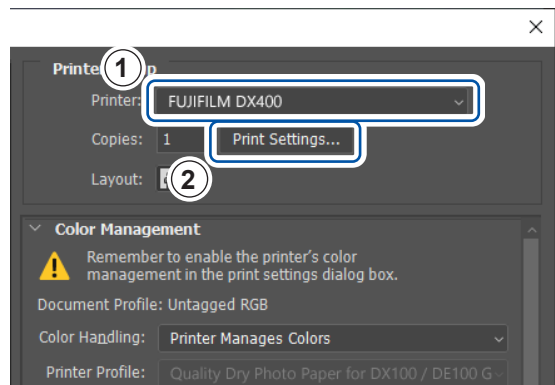 Printe p
1
Printer: FUJIFILM DX400
Copies: 1 Print Settings...
Layout:
2
Color Management
Remember to enable the printer's color
management in the print settings dialog box.
Document Profile: Untagged RGB
Color Handling: Printer Manages Colors
Printer Profile: Quality Dry Photo Paper for DX100 / DE100 G